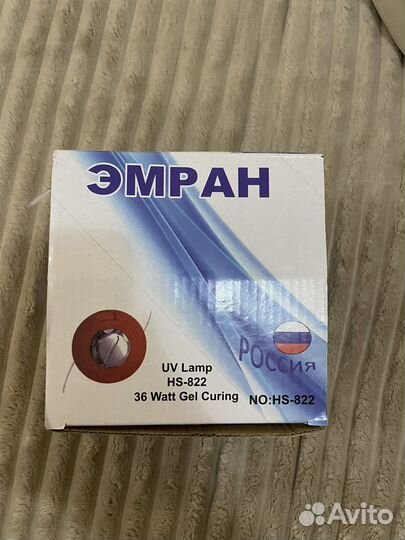 ЭМРАН
РОССИЯ
UV Lamp
HS-822
36 Watt Gel Curing
NO:HS-822
Avito